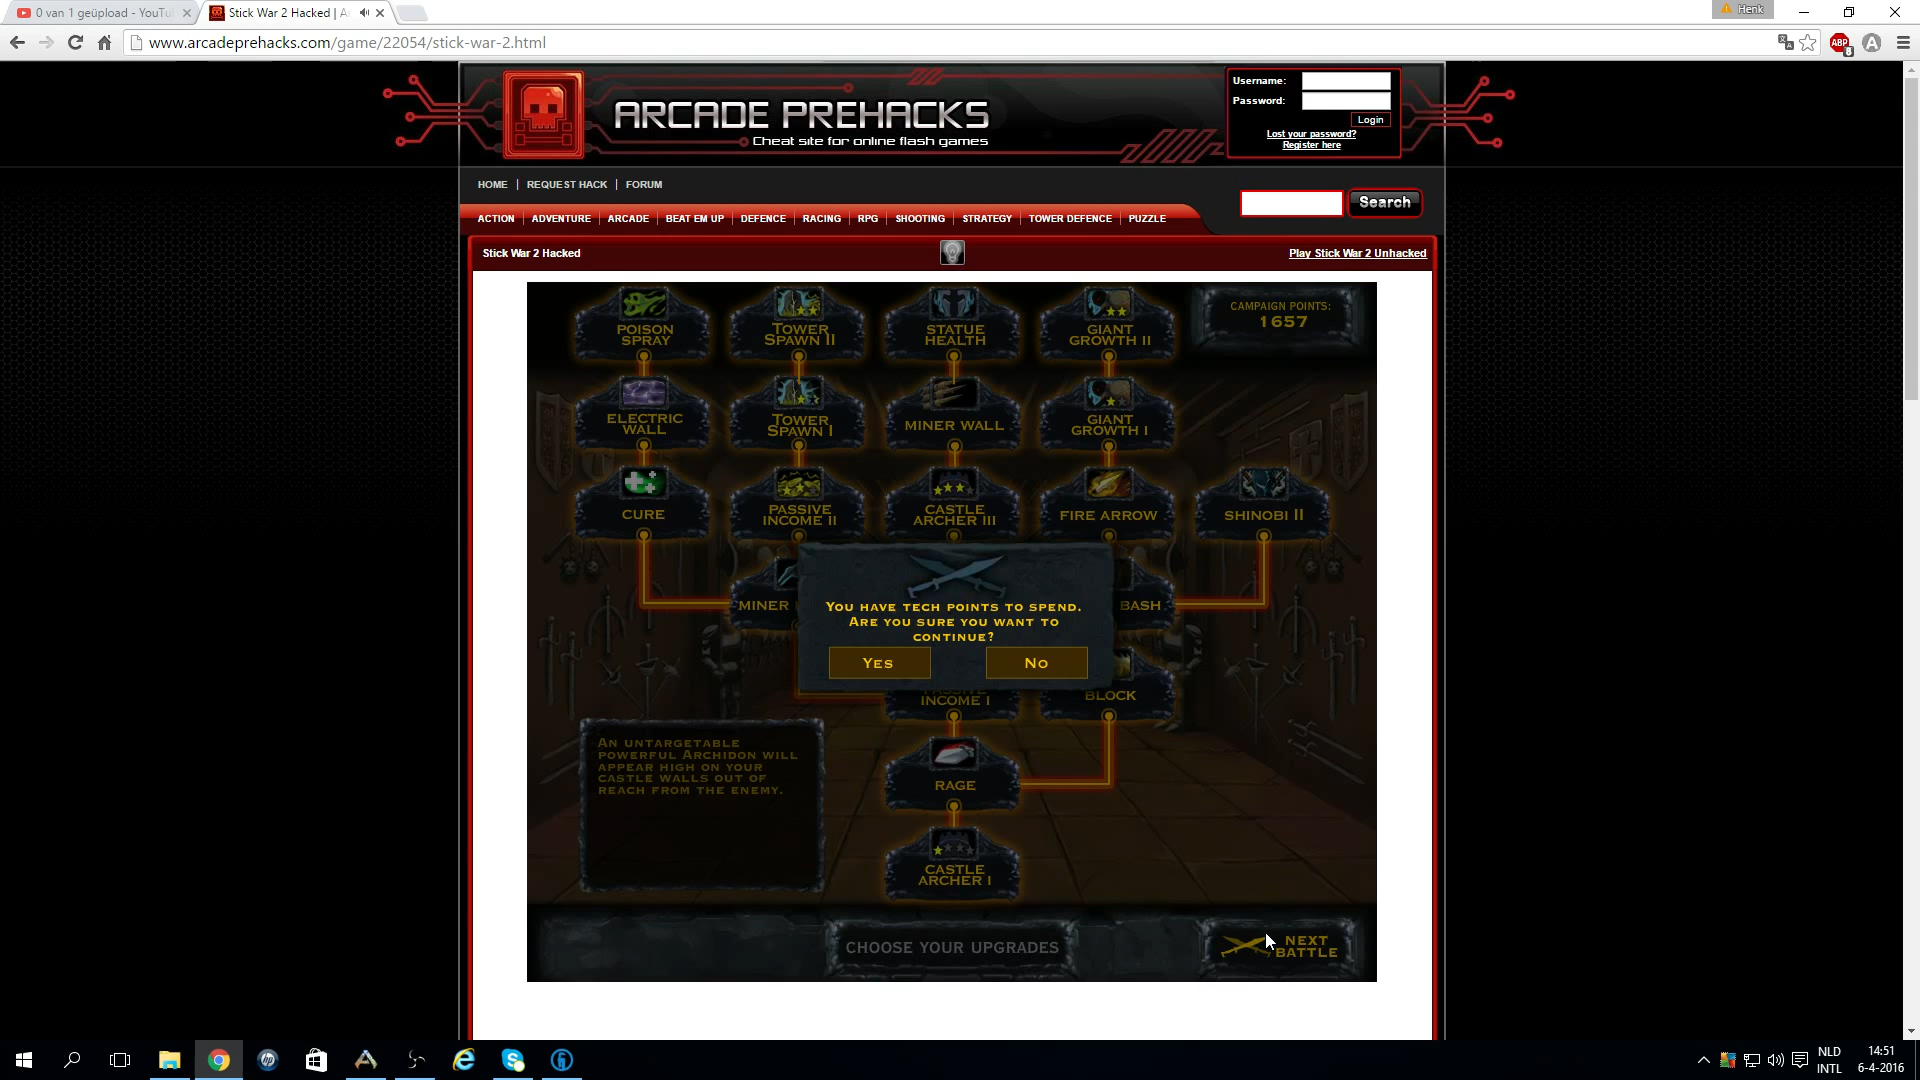 0 van 1 geüpload - YouTu
Stick War 2 Hacked | A
Henk
www.arcadeprehacks.com/game/22054/stick-war-2.html
ABP
8
ARCADE PREHACKS
Cheat site for online flash games
Username:
Password:
Login
Lost your password?
Register here
HOME | REQUEST HACK | FORUM
Search
ACTION ADVENTURE ARCADE BEAT EM UP DEFENCE RACING RPG SHOOTING STRATEGY TOWER DEFENCE PUZZLE
Stick War 2 Hacked
Play Stick War 2 Unhacked
POISON SPRAY
TOWER SPAWN II
STATUE HEALTH
GIANT GROWTH II
CAMPAIGN POINTS:
1657
ELECTRIC WALL
TOWER SPAWN I
MINER WALL
GIANT GROWTH I
CURE
PASSIVE INCOME II
CASTLE ARCHER III
FIRE ARROW
SHINOBI II
MINER
BASH
YOU HAVE TECH POINTS TO SPEND.
ARE YOU SURE YOU WANT TO
CONTINUE?
YES
NO
PASSIVE INCOME I
BLOCK
AN UNTARGETABLE
POWERFUL ARCHIDON WILL
APPEAR HIGH ON YOUR
CASTLE WALLS OUT OF
REACH FROM THE ENEMY.
RAGE
CASTLE ARCHER I
CHOOSE YOUR UPGRADES
NEXT BATTLE
NLD
INTL
14:51
6-4-2016